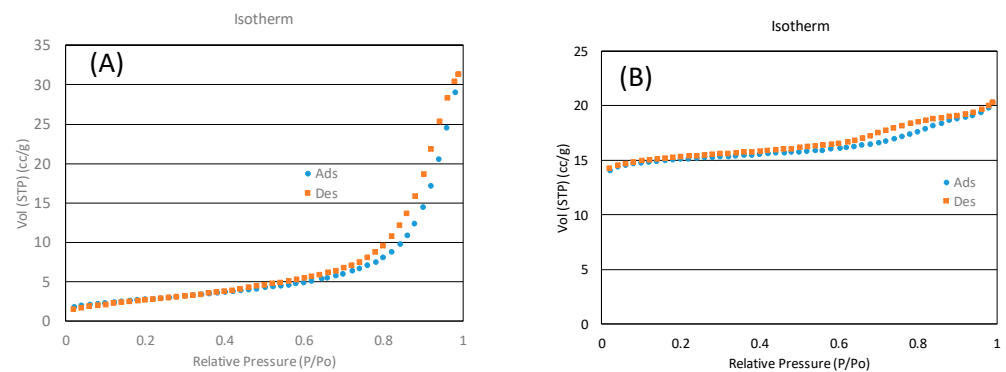 Isotherm
(A)
35
30
25
20
15
10
5
0
Vol (STP) (cc/g)
Ads
Des
0 0.2 0.4 0.6 0.8 1
Relative Pressure (P/Po)
Isotherm
(B)
25
20
15
10
5
0
Vol (STP) (cc/g)
Ads
Des
0 0.2 0.4 0.6 0.8 1
Relative Pressure (P/Po)